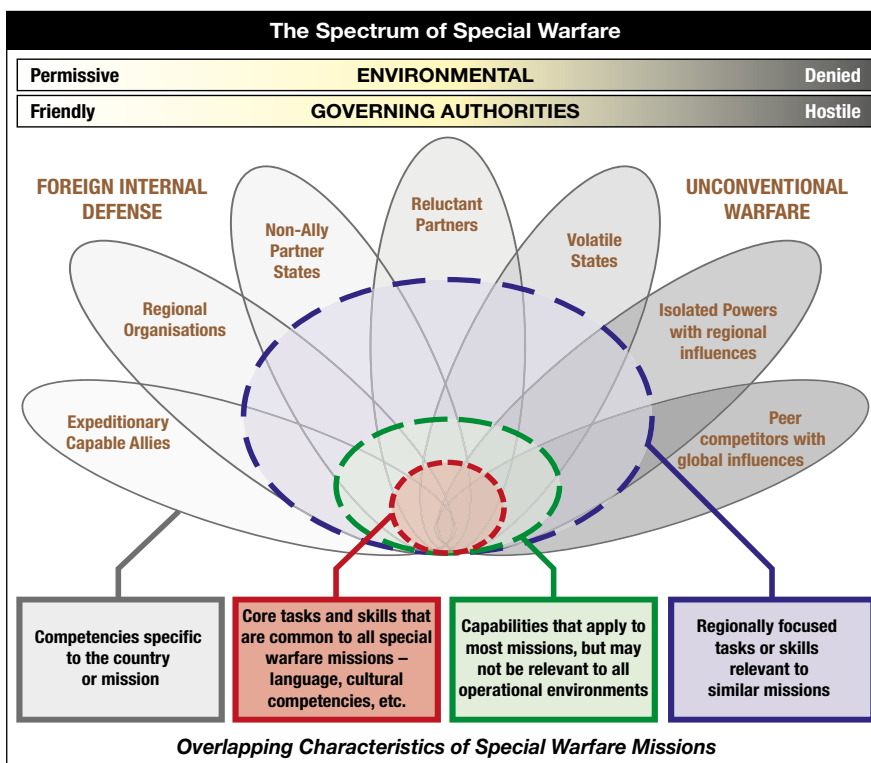 The Spectrum of Special Warfare
Permissive ENVIRONMENTAL Denied
Friendly GOVERNING AUTHORITIES Hostile
FOREIGN INTERNAL
DEFENSE
Non-Ally
Partner
States
Reluctant
Partners
Volatile
States
UNCONVENTIONAL
WARFARE
Regional
Organisations
Isolated Powers
with regional
influences
Expeditionary
Capable Allies
Peer
competitors with
global influences
Competencies specific
to the country
or mission
Core tasks and skills that
are common to all special
warfare missions –
language, cultural
competencies, etc.
Capabilities that apply to
most missions, but may
not be relevant to all
operational environments
Regionally focused
tasks or skills
relevant to
similar missions
Overlapping Characteristics of Special Warfare Missions